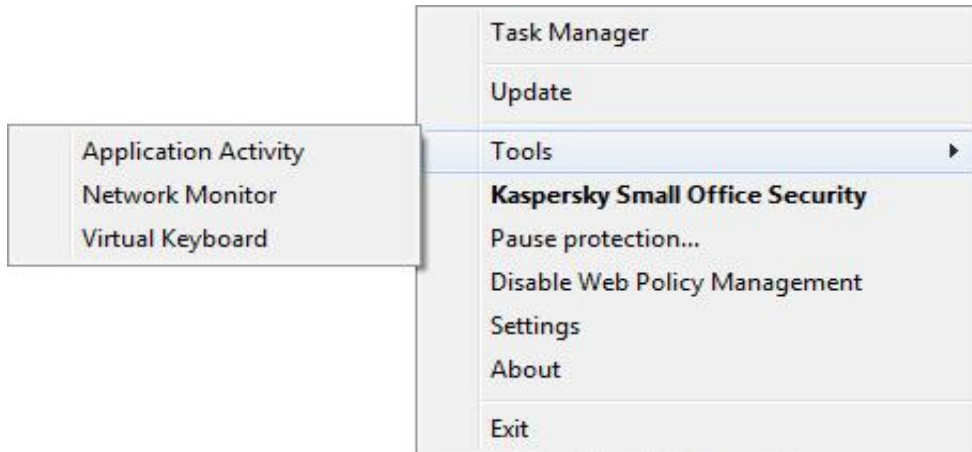 Task Manager
Update
Tools
Application Activity
Network Monitor
Virtual Keyboard
Kaspersky Small Office Security
Pause protection...
Disable Web Policy Management
Settings
About
Exit